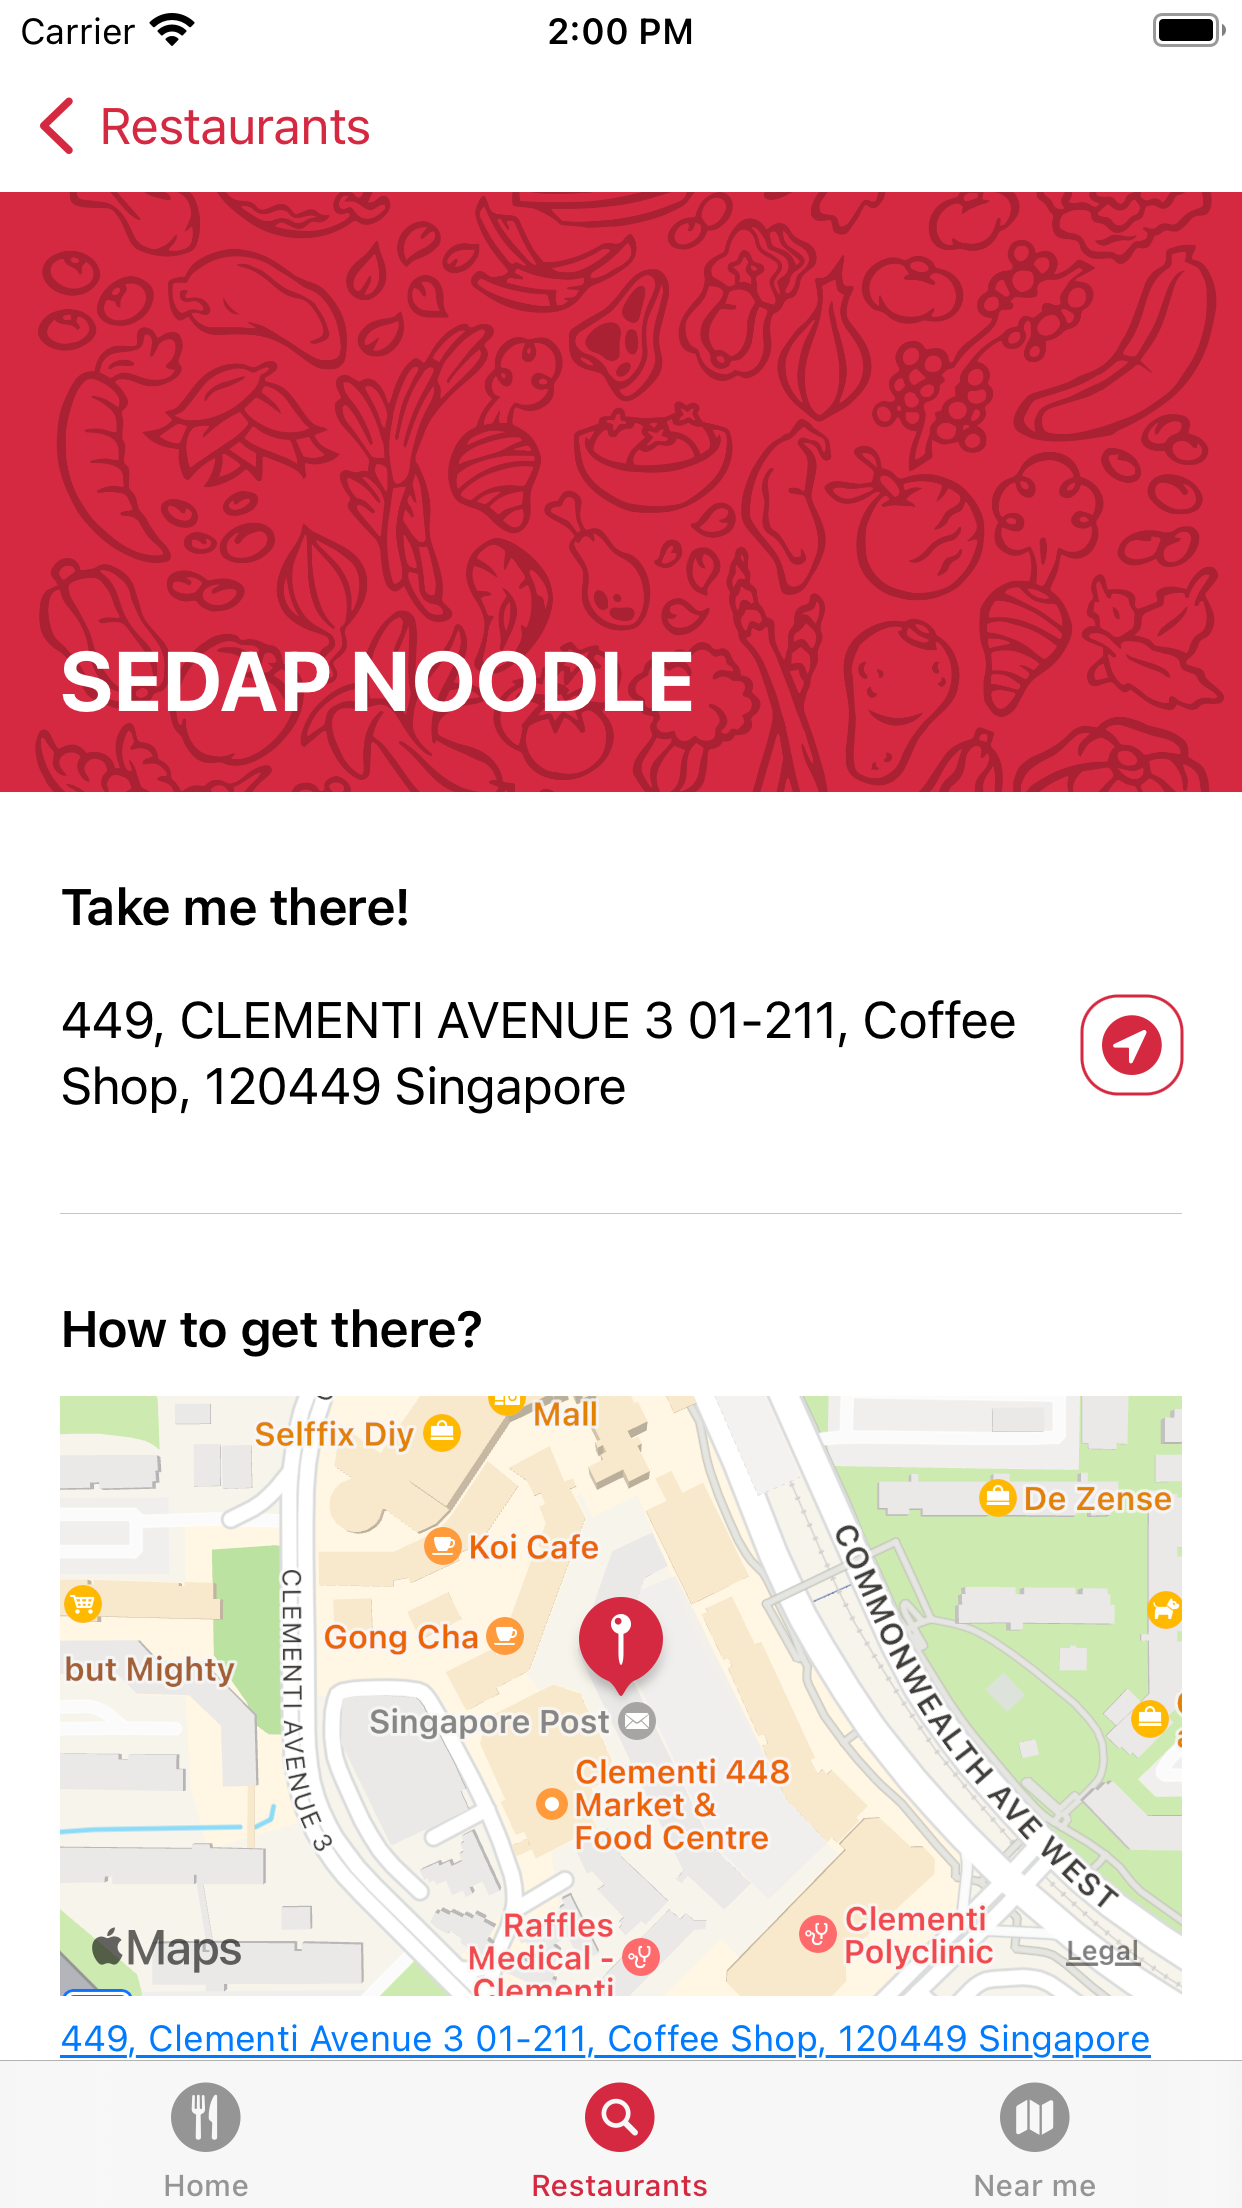 Carrier 2:00 PM
Restaurants
SEDAP NOODLE
Take me there!
449, CLEMENTI AVENUE 3 01-211, Coffee
Shop, 120449 Singapore
How to get there?
Mall
Selffix Diy
De Zense
Koi Cafe
COMMONWEALTH AVE WEST
CLEMENTI AVENUE 3
Gong Cha
but Mighty
Singapore Post
Clementi 448
Market &
Food Centre
Raffles
Medical -
Clementi
Clementi
Polyclinic
Maps
Legal
449, Clementi Avenue 3 01-211, Coffee Shop, 120449 Singapore
Home
Restaurants
Near me